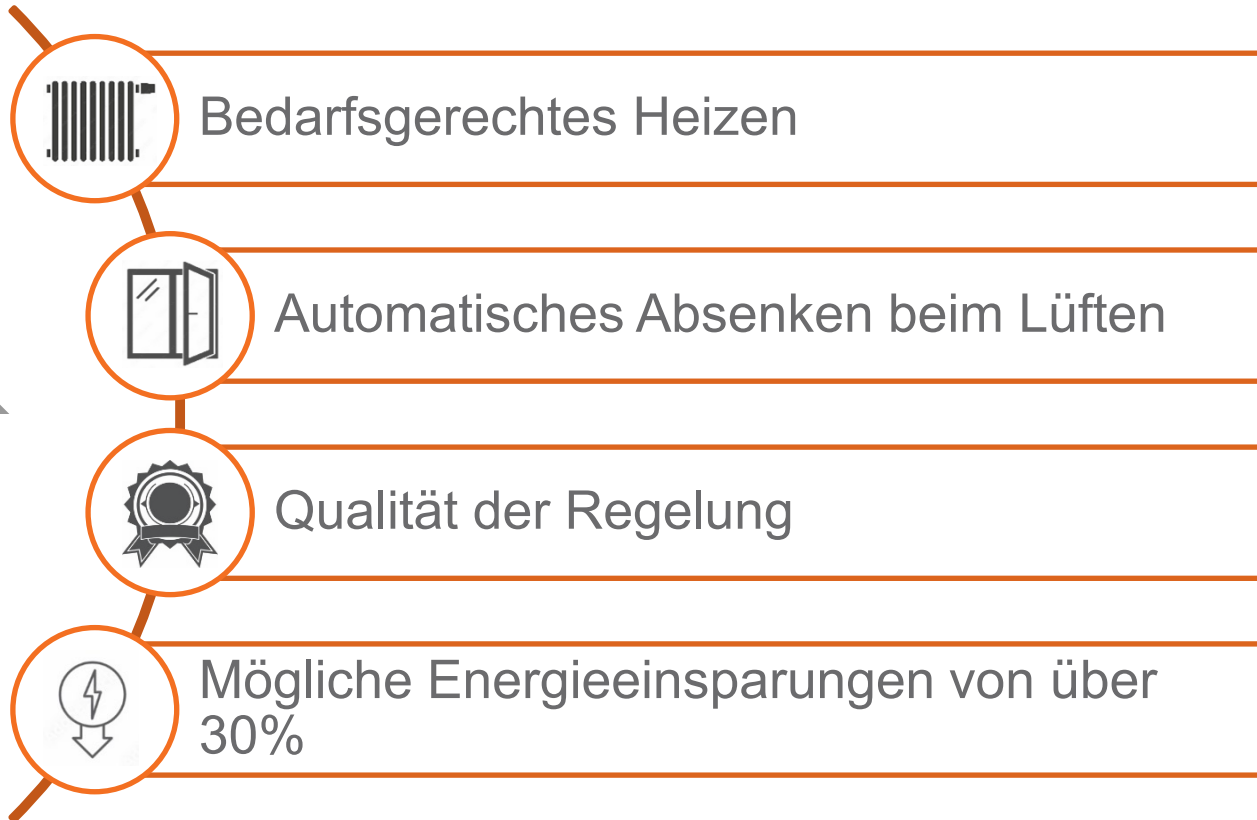 Bedarfsgerechtes Heizen
Automatisches Absenken beim Lüften
Qualität der Regelung
Mögliche Energieeinsparungen von über
30%